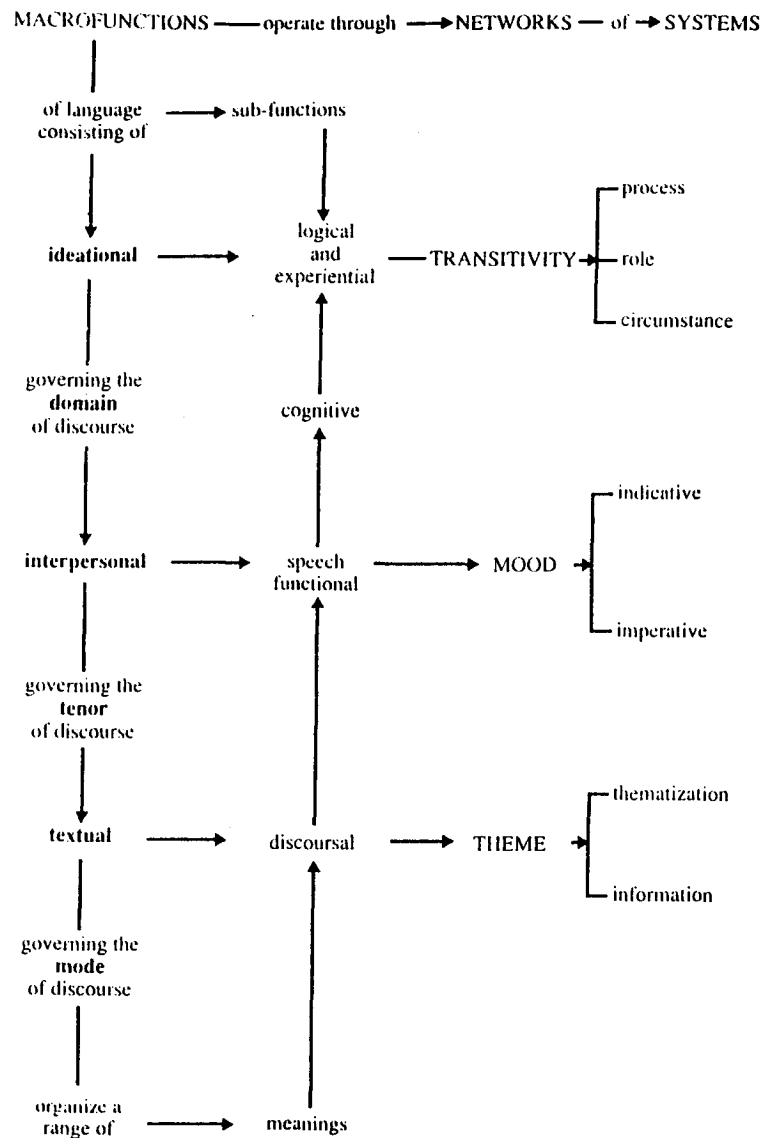 MACROFUNCTIONS operate through NETWORKS of SYSTEMS
of language
consisting of
sub-functions
process
ideational
logical
and
experiential
TRANSITIVITY
role
circumstance
governing the
domain
of discourse
cognitive
indicative
interpersonal
speech
functional
MOOD
imperative
governing the
tenor
of discourse
thematization
textual
discoursal
THEME
information
governing the
mode
of discourse
organize a
range of
meanings